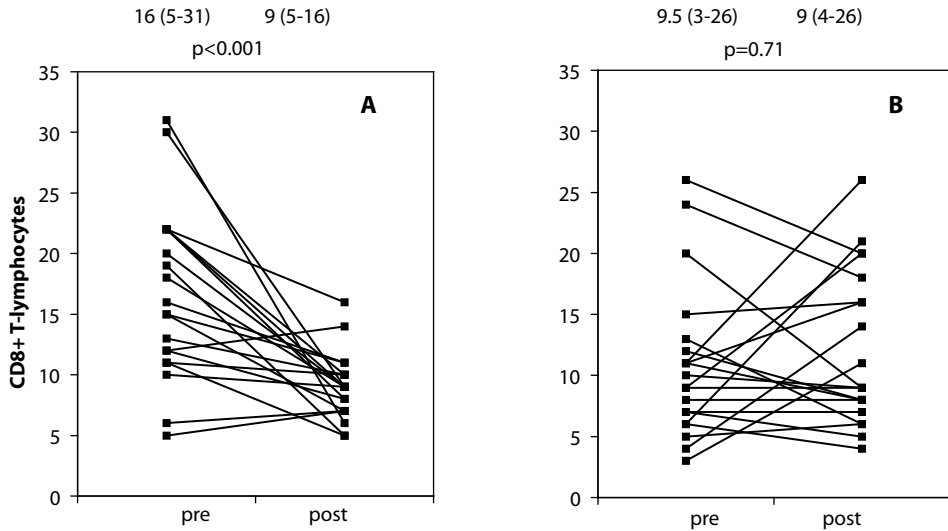 16 (5-31) 9 (5-16)
p<0.001
A
35
30
25
20
15
10
5
0
CD8+ T-lymphocytes
pre post
9.5 (3-26) 9 (4-26)
p=0.71
B
35
30
25
20
15
10
5
0
pre post